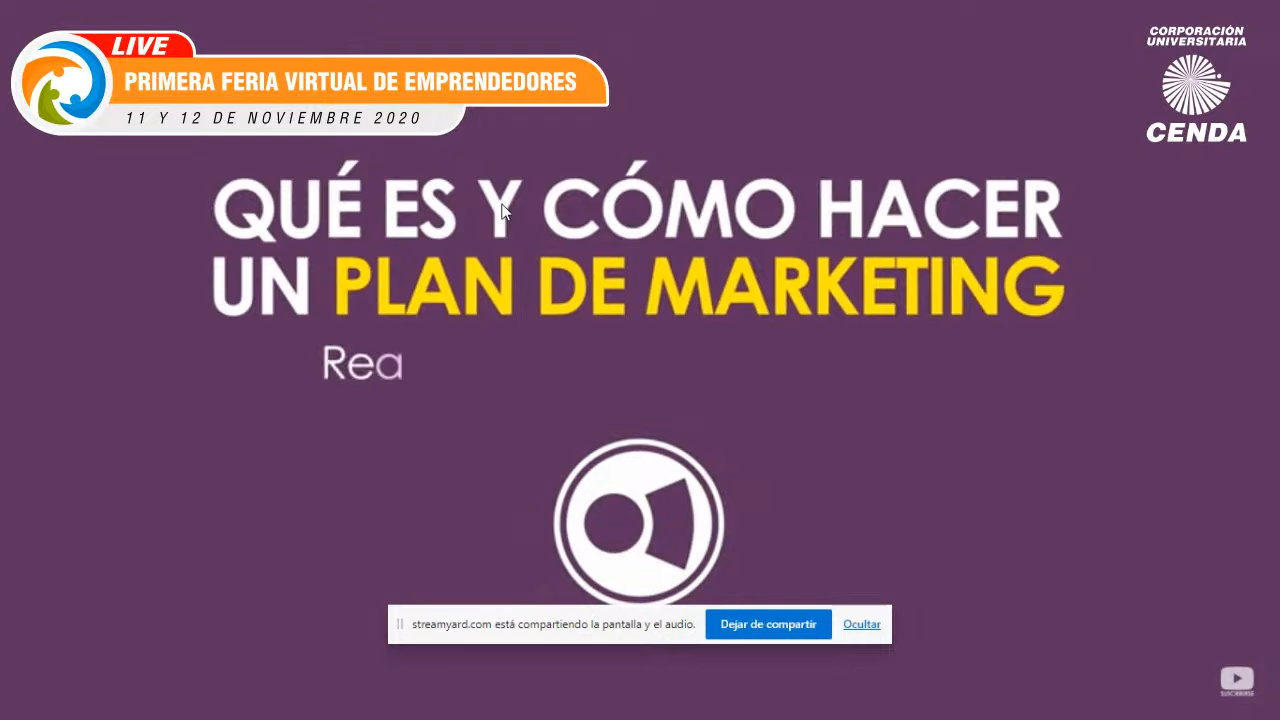 LIVE
PRIMERA FERIA VIRTUAL DE EMPRENDEDORES
11 Y 12 DE NOVIEMBRE 2020
CORPORACIÓN
UNIVERSITARIA
CENDA
QUÉ ES Y CÓMO HACER
UN PLAN DE MARKETING
Rea
streamyard.com está compartiendo la pantalla y el audio. Dejar de compartir Ocultar
SUSCRIBIRSE